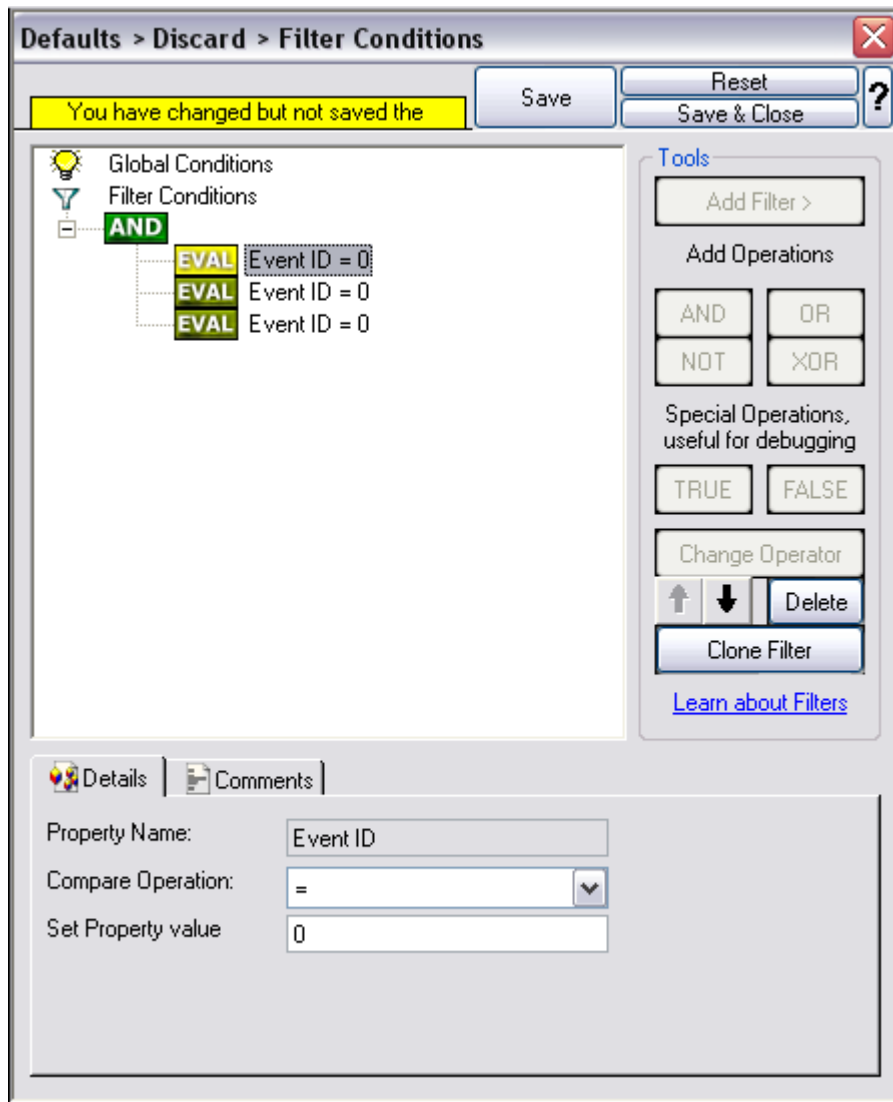 Defaults > Discard > Filter Conditions
You have changed but not saved the
Save
Reset
Save & Close
?
Global Conditions
Filter Conditions
AND
EVAL Event ID = 0
EVAL Event ID = 0
EVAL Event ID = 0
Tools
Add Filter >
Add Operations
AND
OR
NOT
XOR
Special Operations,
useful for debugging
TRUE
FALSE
Change Operator
Delete
Clone Filter
Learn about Filters
Details
Comments
Property Name:
Event ID
Compare Operation:
=
Set Property value
0